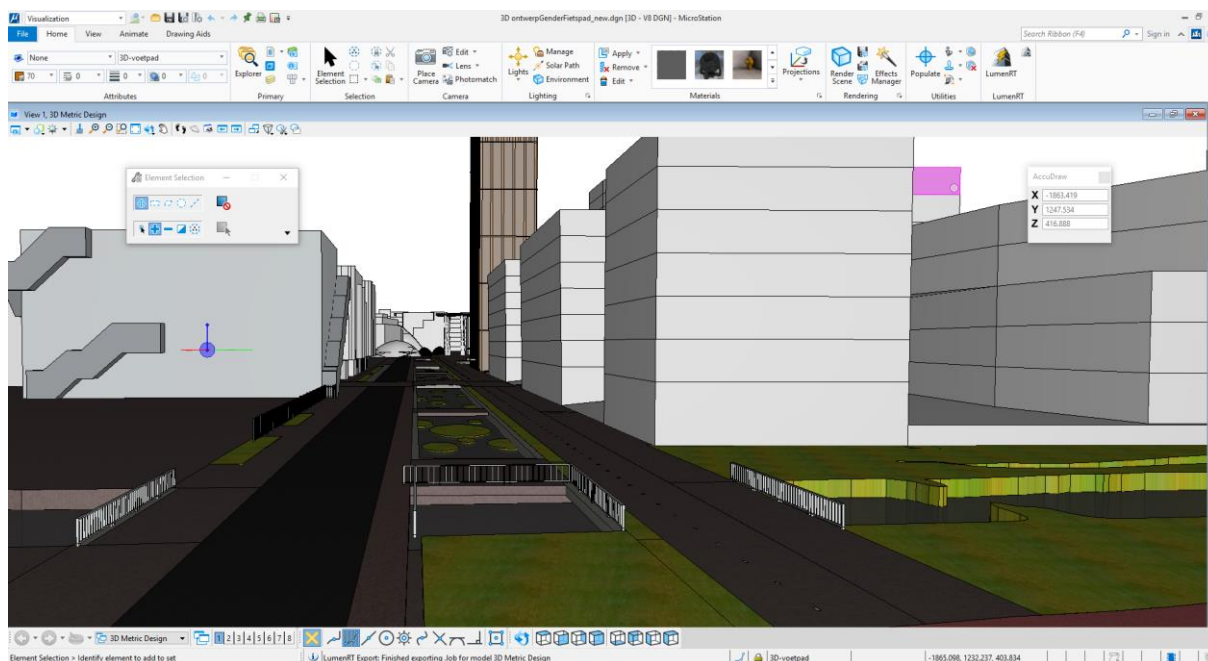 Visualization
3D ontwerpGenderFietspad_new.dgn [3D - V8 DGN] - MicroStation
File Home View Animate Drawing Aids
Search Ribbon (F4) Sign in
None 3D-voetpad
70 0 0 0 0
Attributes
Explorer
Primary
Element Selection
Selection
Place Camera
Edit
Lens
Photomatch
Camera
Lights
Manage
Solar Path
Environment
Lighting
Apply
Remove
Edit
Materials
Projections
Render Scene
Effects Manager
Rendering
Populate
Utilities
LumenRT
LumenRT
View 1, 3D Metric Design
Element Selection
AccuDraw
X -1863.419
Y 1247.534
Z 416.888
3D Metric Design 1 2 3 4 5 6 7 8
Element Selection > Identify element to add to set
LumenRT Export: Finished exporting Job for model 3D Metric Design
3D-voetpad
-1865.098, 1232.237, 403.834